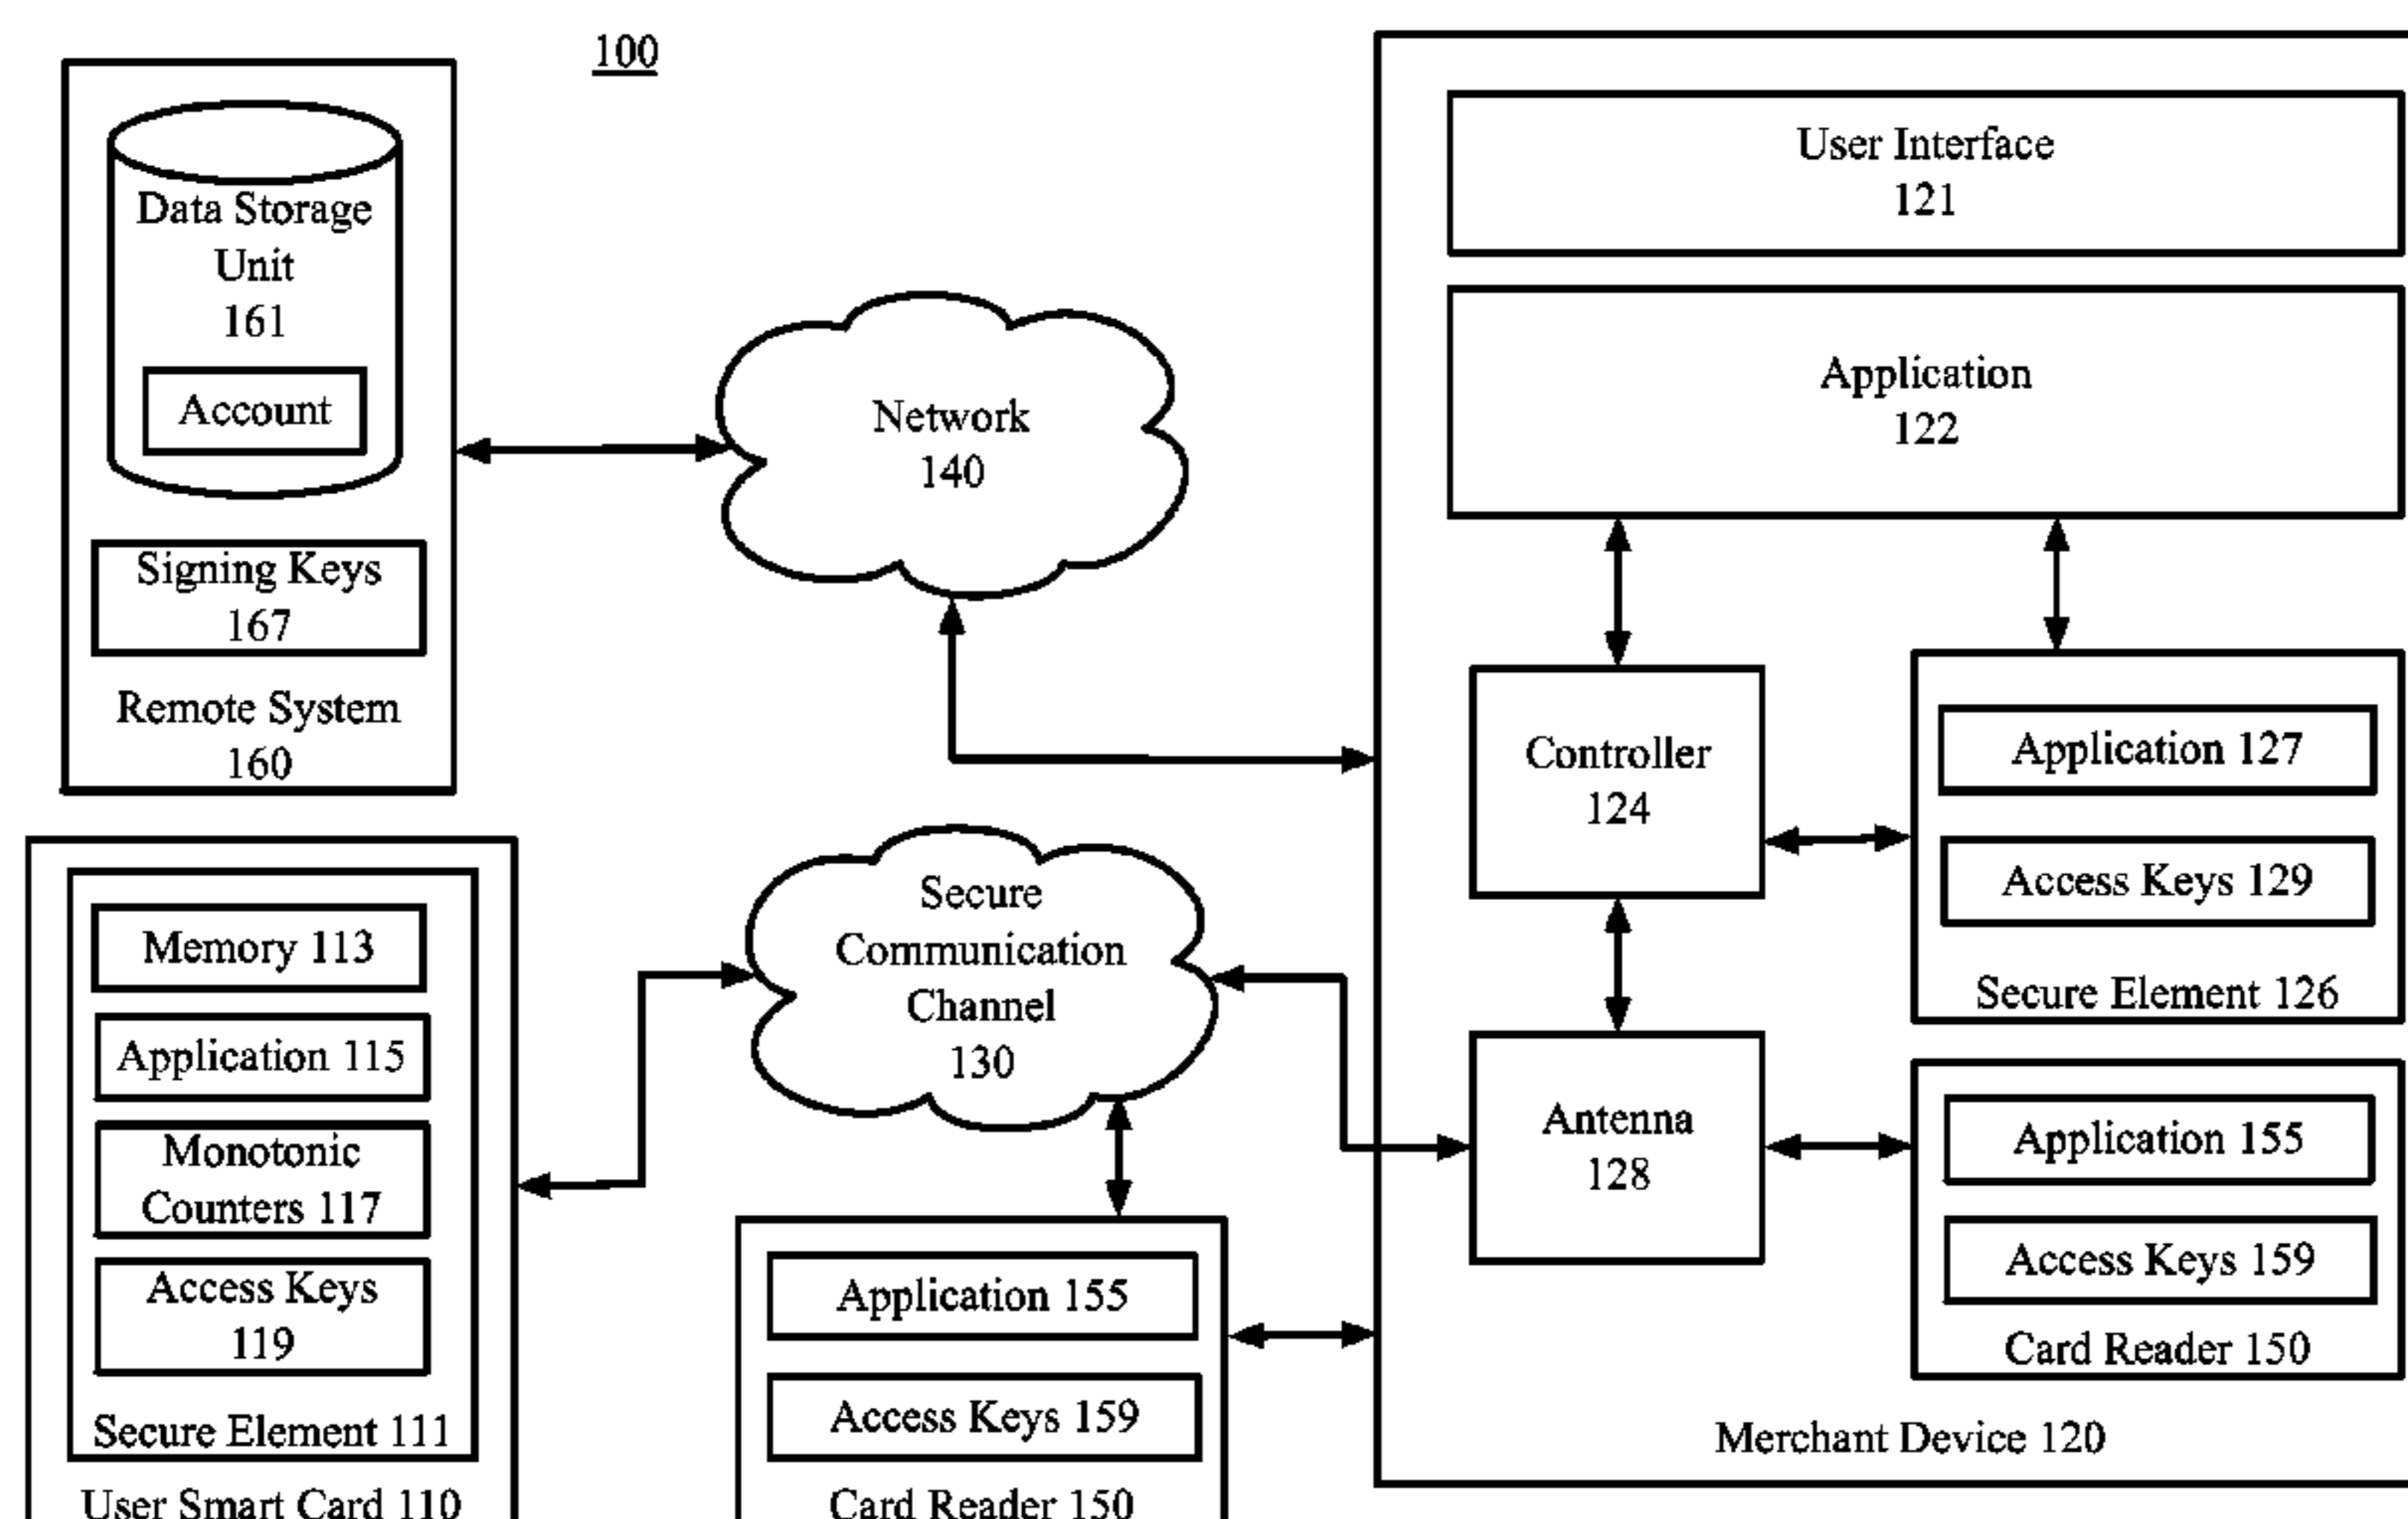 100
Data Storage
Unit
161
Account
Signing Keys
167
Remote System
160
Network
140
User Interface
121
Application
122
Controller
124
Application 127
Access Keys 129
Secure Element 126
Antenna
128
Application 155
Access Keys 159
Card Reader 150
Merchant Device 120
Secure
Communication
Channel
130
Memory 113
Application 115
Monotonic
Counters 117
Access Keys
119
Secure Element 111
User Smart Card 110
Application 155
Access Keys 159
Card Reader 150